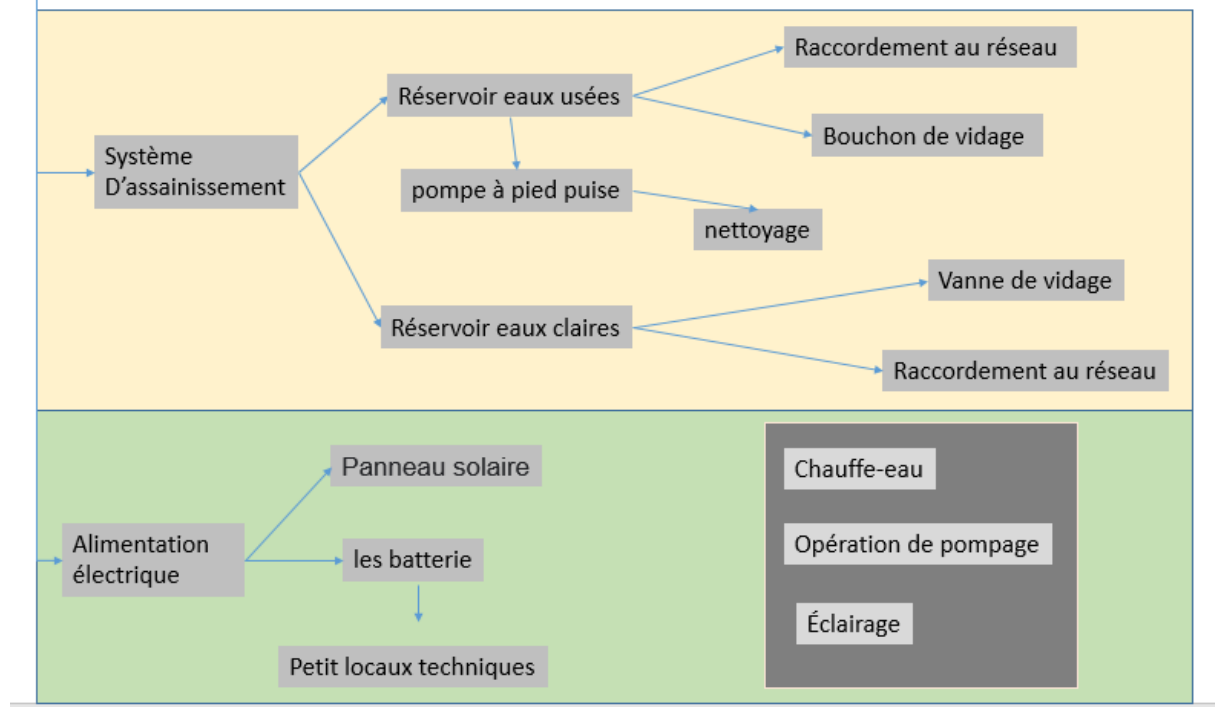 Raccordement au réseau
Réservoir eaux usées
Bouchon de vidage
Système
D'assainissement
pompe à pied puise
nettoyage
Vanne de vidage
Réservoir eaux claires
Raccordement au réseau
Panneau solaire
Chauffe-eau
Alimentation
électrique
les batterie
Opération de pompage
Éclairage
Petit locaux techniques